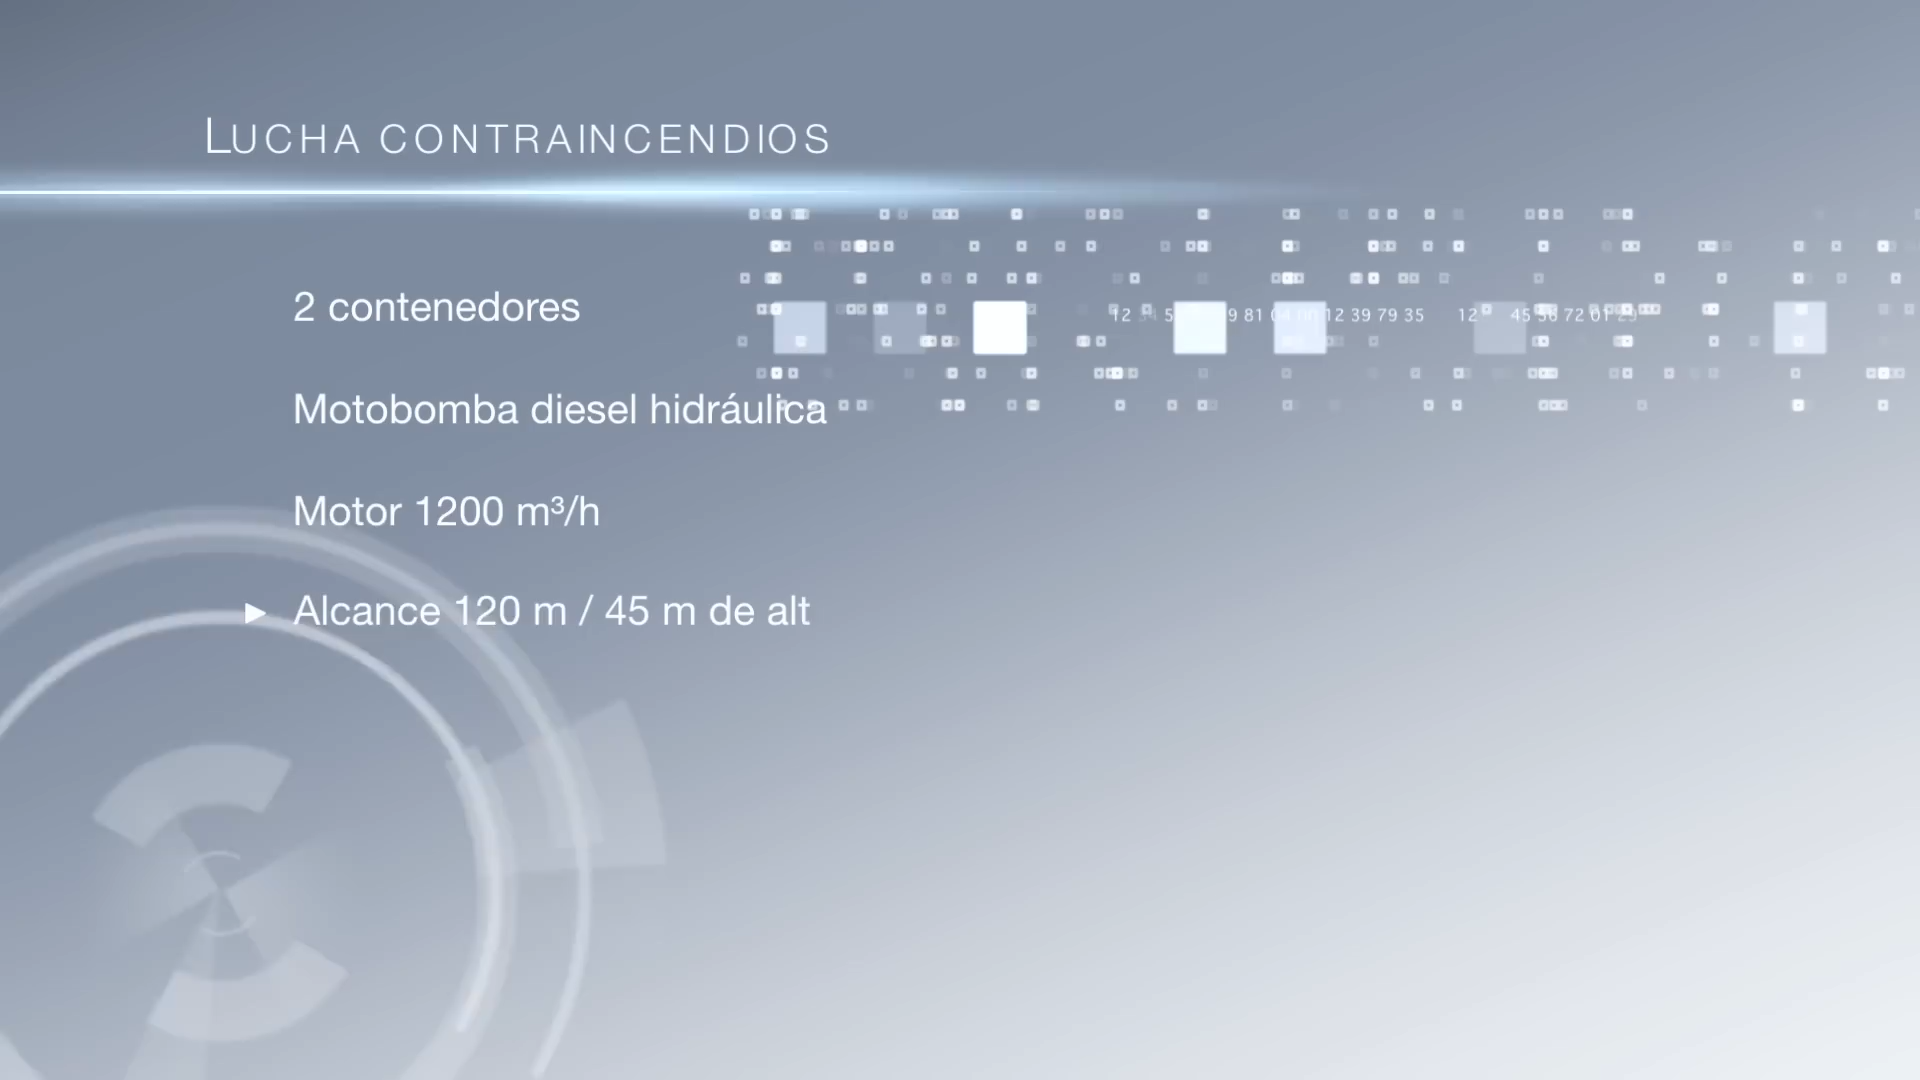 LUCHA CONTRAINCENDIOS
2 contenedores
Motobomba diesel hidráulica
Motor 1200 m³/h
▶ Alcance 120 m / 45 m de alt